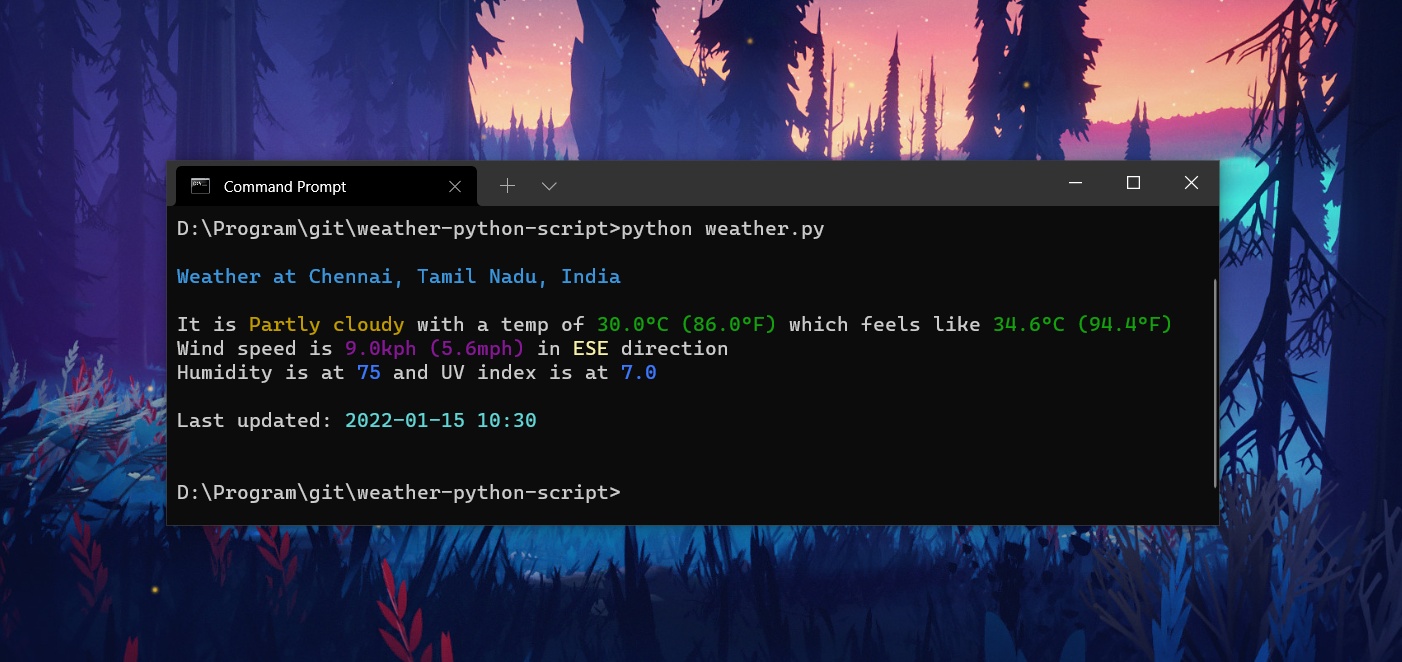 Command Prompt
D:\Program\git\weather-python-script>python weather.py
Weather at Chennai, Tamil Nadu, India
It is Partly cloudy with a temp of 30.0°C (86.0°F) which feels like 34.6°C (94.4°F)
Wind speed is 9.0kph (5.6mph) in ESE direction
Humidity is at 75 and UV index is at 7.0
Last updated: 2022-01-15 10:30
D:\Program\git\weather-python-script>